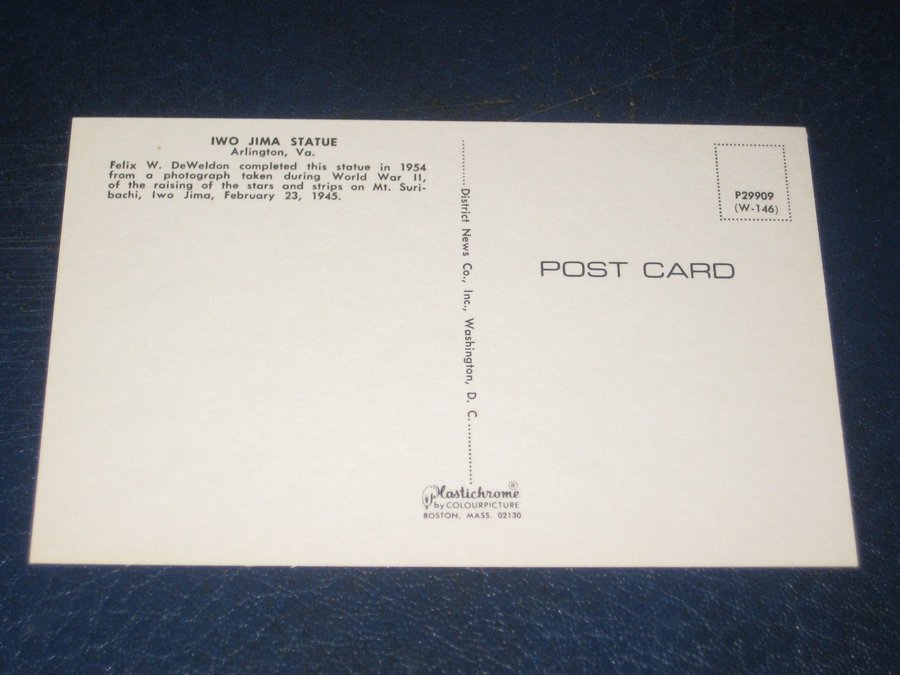 IWO JIMA STATUE
Arlington, Va.
Felix W. DeWeldon completed this statue in 1954
from a photograph taken during World War II,
of the raising of the stars and strips on Mt. Suri-
bachi, Iwo Jima, February 23, 1945.
District News Co., Inc., Washington, D. C.
P29909
(W-146)
POST CARD
Plastichrome ®
by COLOURPICTURE
BOSTON, MASS. 02130